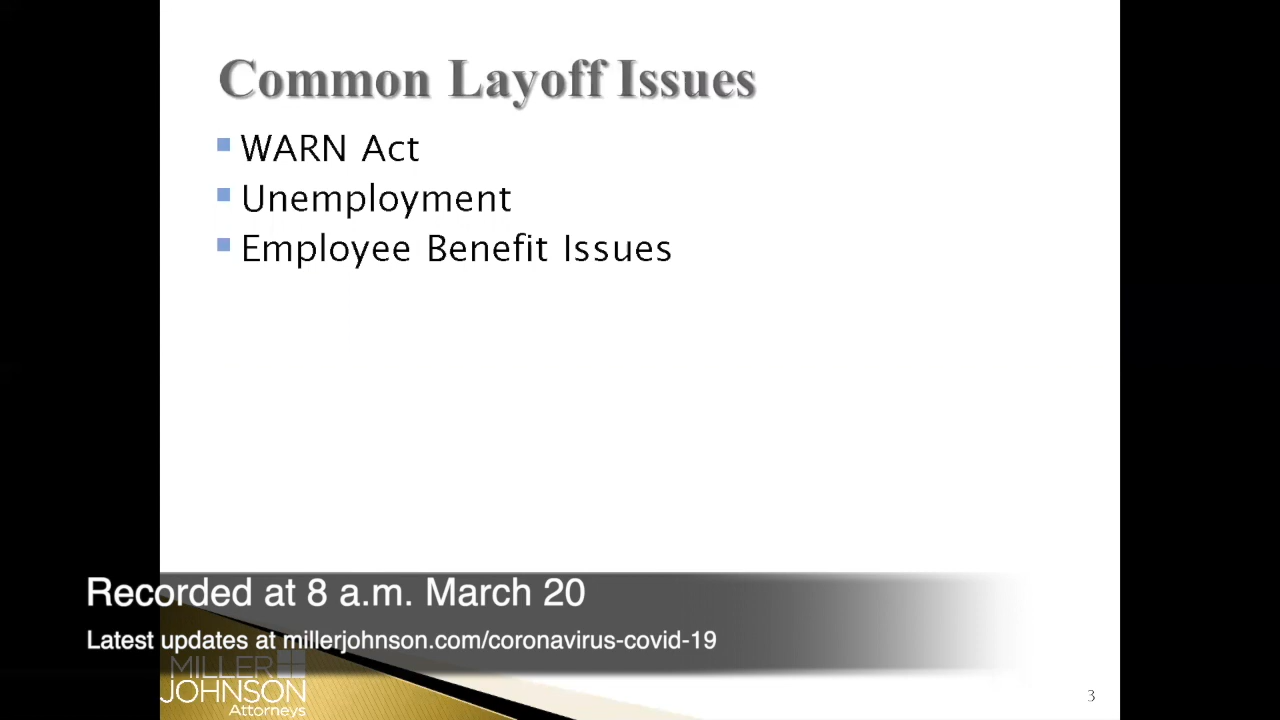 Common Layoff Issues
WARN Act
Unemployment
Employee Benefit Issues
Recorded at 8 a.m. March 20
Latest updates at millerjohnson.com/coronavirus-covid-19
MILLER
JOHNSON
Attorneys
3